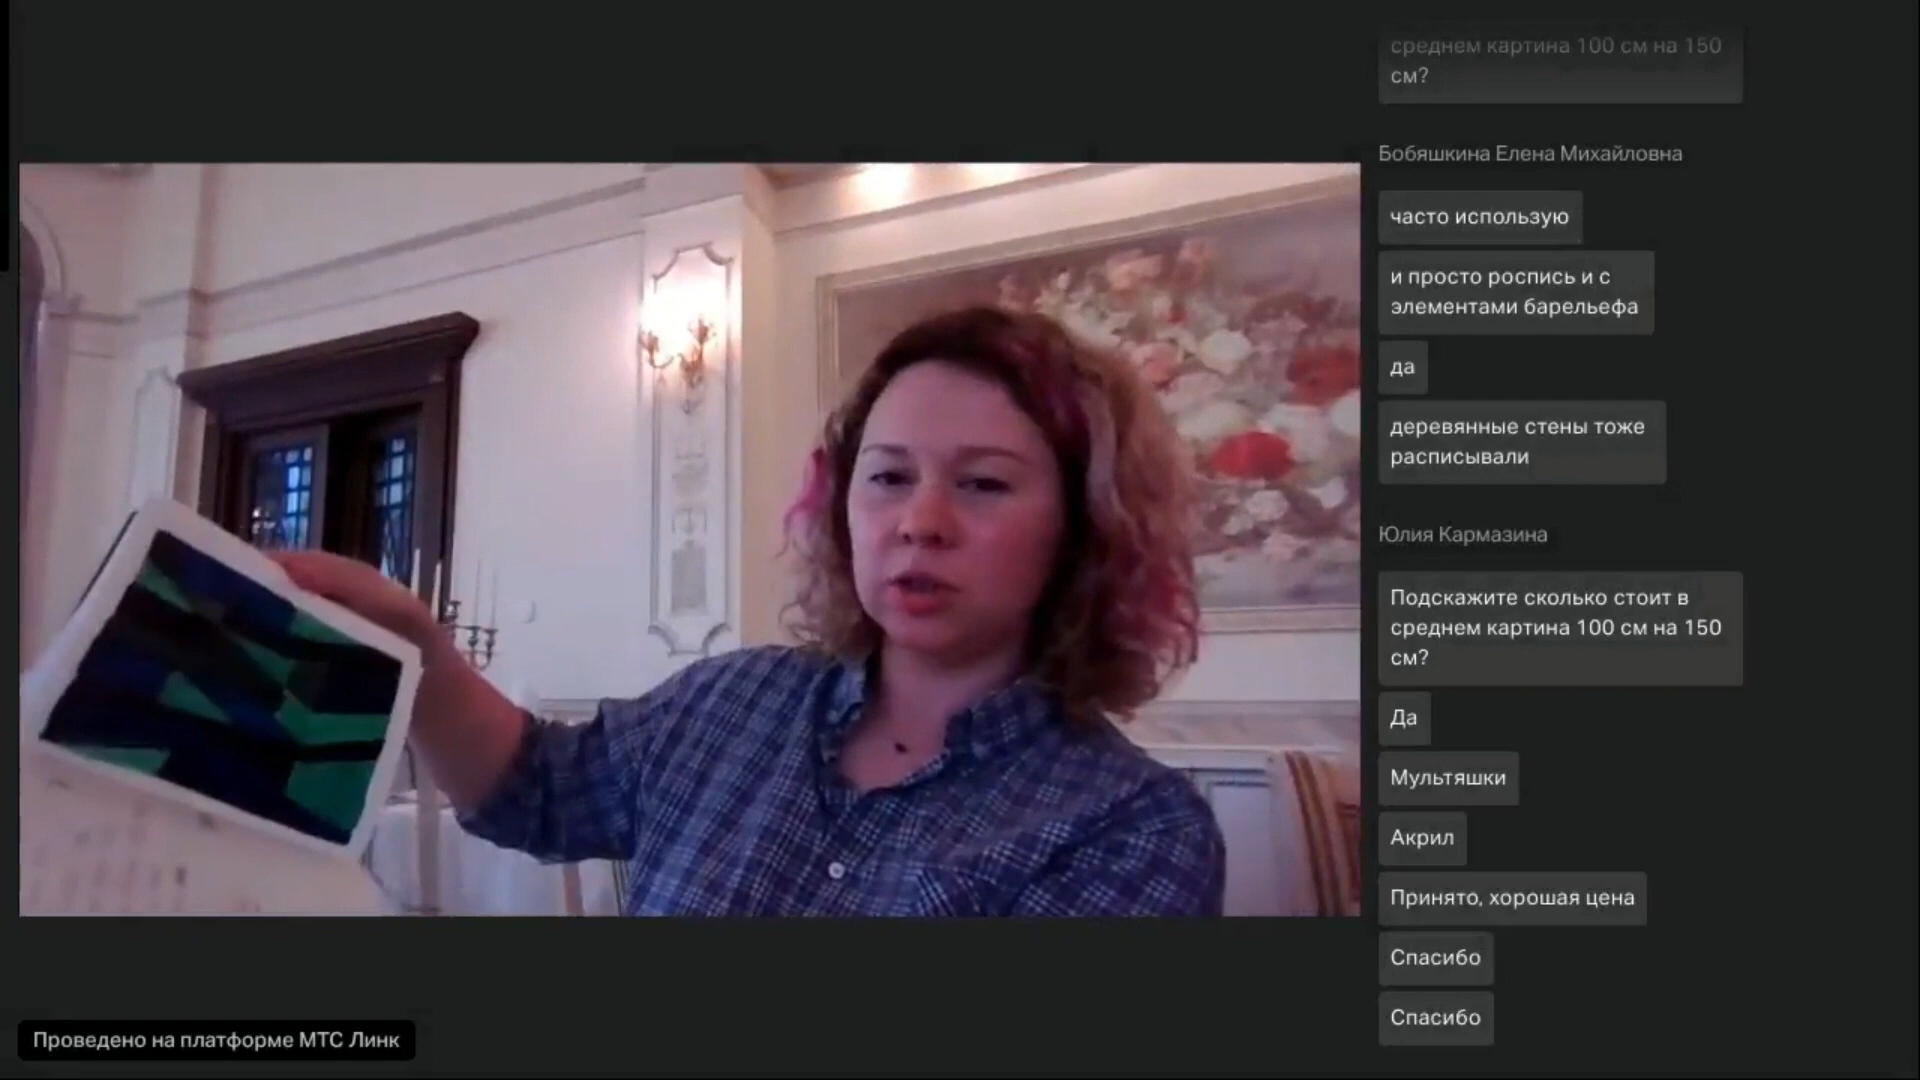 среднем картина 100 см на 150
см?
Бобяшкина Елена Михайловна
часто использую
и просто роспись и с
элементами барельефа
да
деревянные стены тоже
расписывали
Юлия Кармазина
Подскажите сколько стоит в
среднем картина 100 см на 150
см?
Да
Мультяшки
Акрил
Принято, хорошая цена
Спасибо
Спасибо
Проведено на платформе МТС Линк